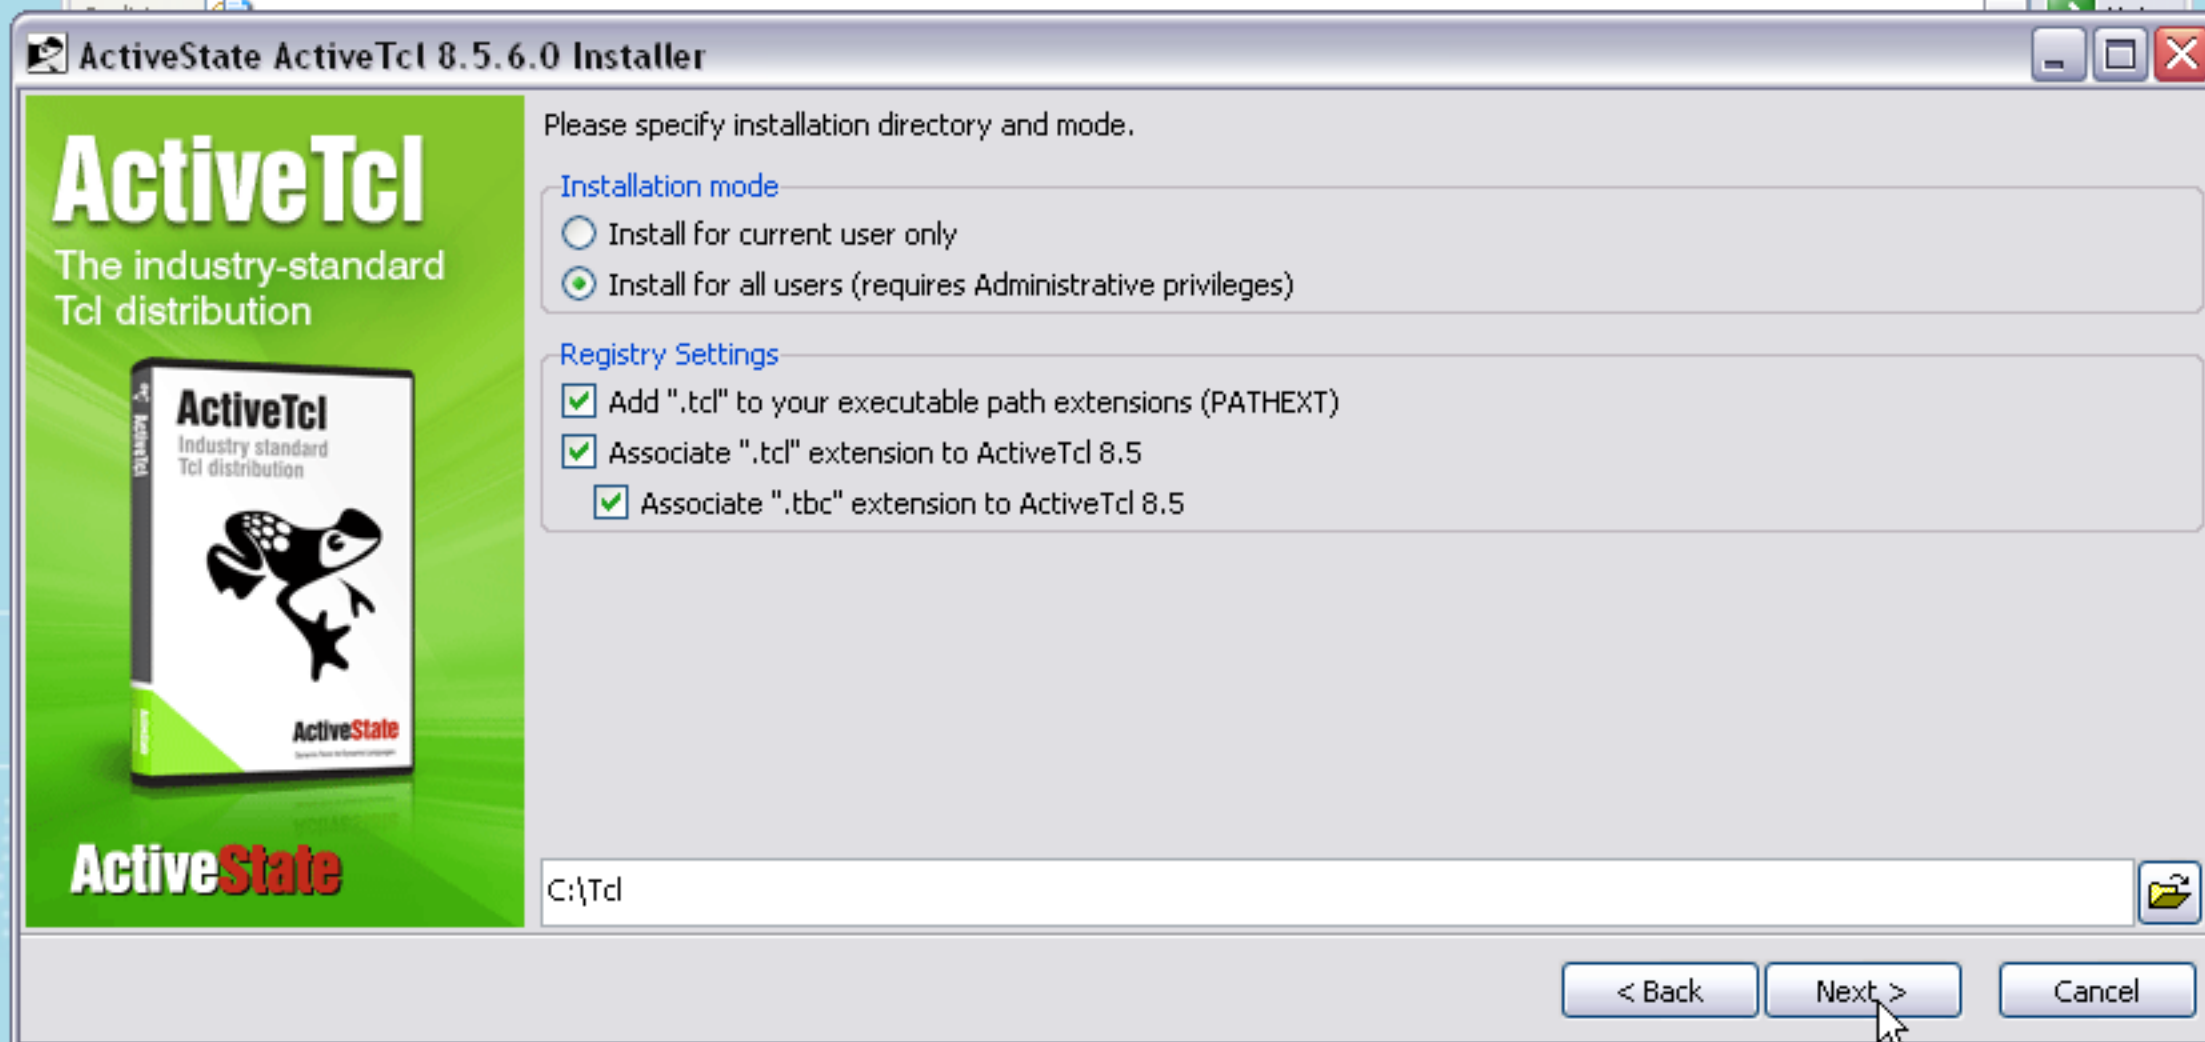 ActiveState ActiveTcl 8.5.6.0 Installer
ActiveTcl
The industry-standard
Tcl distribution
ActiveTcl
ActiveTcl
Industry standard
Tcl distribution
ActiveState
ActiveState
Please specify installation directory and mode.
Installation mode
Install for current user only
Install for all users (requires Administrative privileges)
Registry Settings
Add ".tcl" to your executable path extensions (PATHEXT)
Associate ".tcl" extension to ActiveTcl 8.5
Associate ".tbc" extension to ActiveTcl 8.5
C:\Tcl
< Back
Next >
Cancel